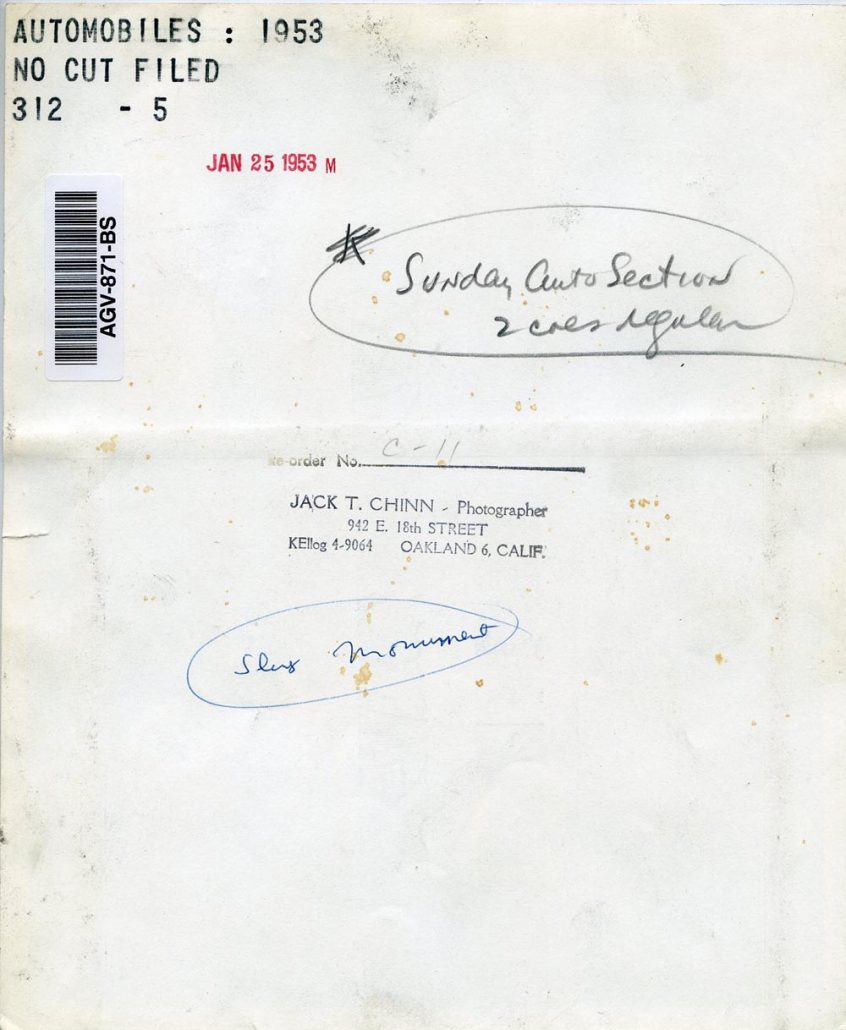 AUTOMOBILES : 1953
NO CUT FILED
312 - 5
JAN 25 1953 M
AGV-871-BS
Sunday Auto Section
2 cols regular
Re-order No. C-11
JACK T. CHINN - Photographer
942 E. 18th STREET
KEllog 4-9064 OAKLAND 6, CALIF.
Slug Monument